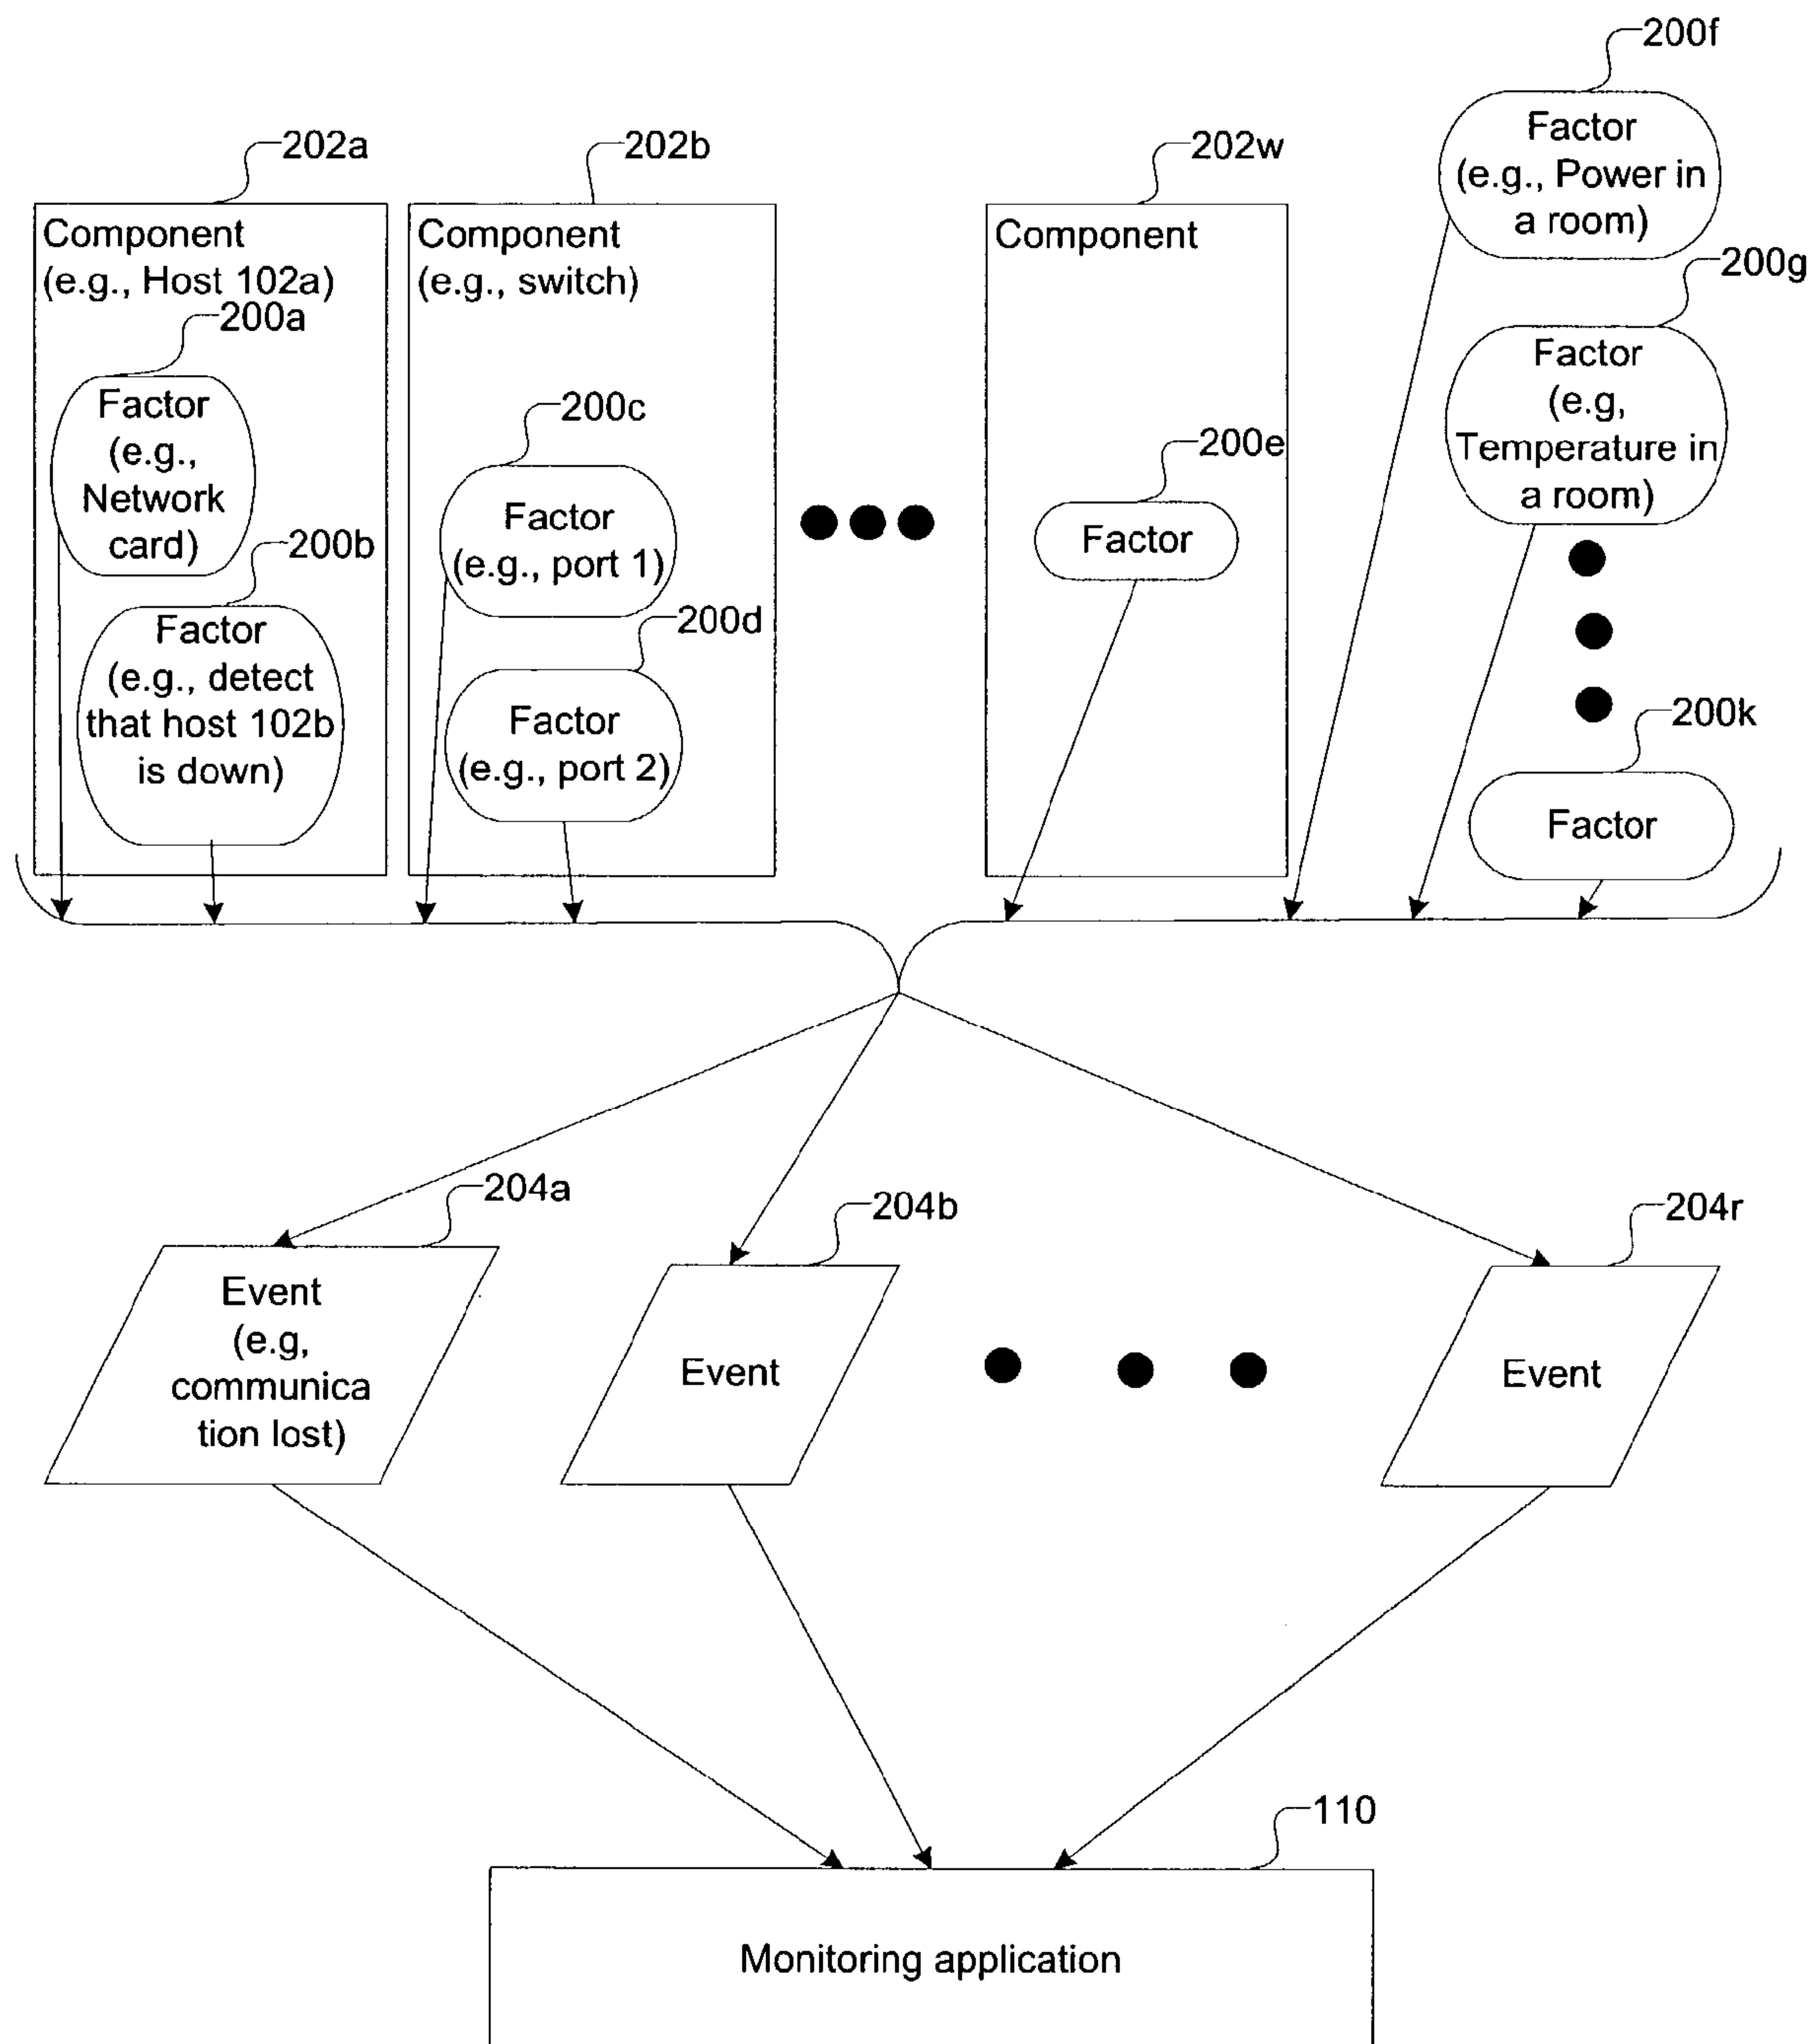 200f
Factor
(e.g., Power in
a room)
202a
202b
202w
Component
(e.g., Host 102a)
Component
(e.g., switch)
Component
200g
200a
Factor
(e.g,
Temperature in
a room)
Factor
(e.g.,
Network
card)
200c
200e
Factor
(e.g., port 1)
Factor
200b
200d
Factor
(e.g., detect
that host 102b
is down)
Factor
(e.g., port 2)
200k
Factor
204a
204b
204r
Event
(e.g,
communica
tion lost)
Event
Event
110
Monitoring application